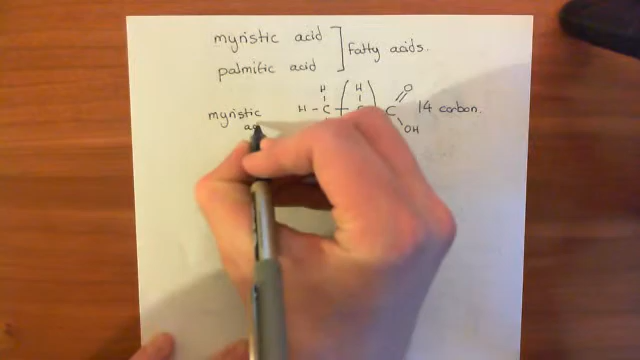 myristic acid
palmitic acid
Fatty acids.
H H O
myristic H - C - C 14 carbon.
OH